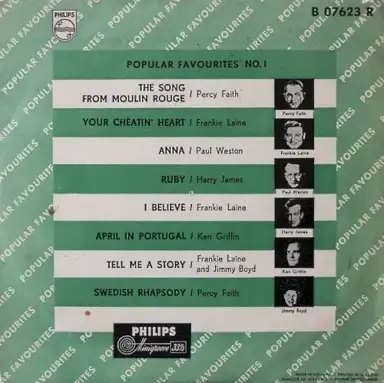 PHILIPS
B 07623 R
POPULAR FAVOURITES NO. 1
THE SONG
FROM MOULIN ROUGE / Percy Faith
Percy Faith
YOUR CHEATIN' HEART / Frankie Laine
Frankie Laine
ANNA / Paul Weston
Paul Weston
RUBY / Harry James
Harry James
I BELIEVE / Frankie Laine
APRIL IN PORTUGAL / Ken Griffin
Ken Griffin
TELL ME A STORY / Frankie Laine
and Jimmy Boyd
SWEDISH RHAPSODY / Percy Faith
Jimmy Boyd
PHILIPS
Minigroove 33⅓
POPULAR FAVOURITES